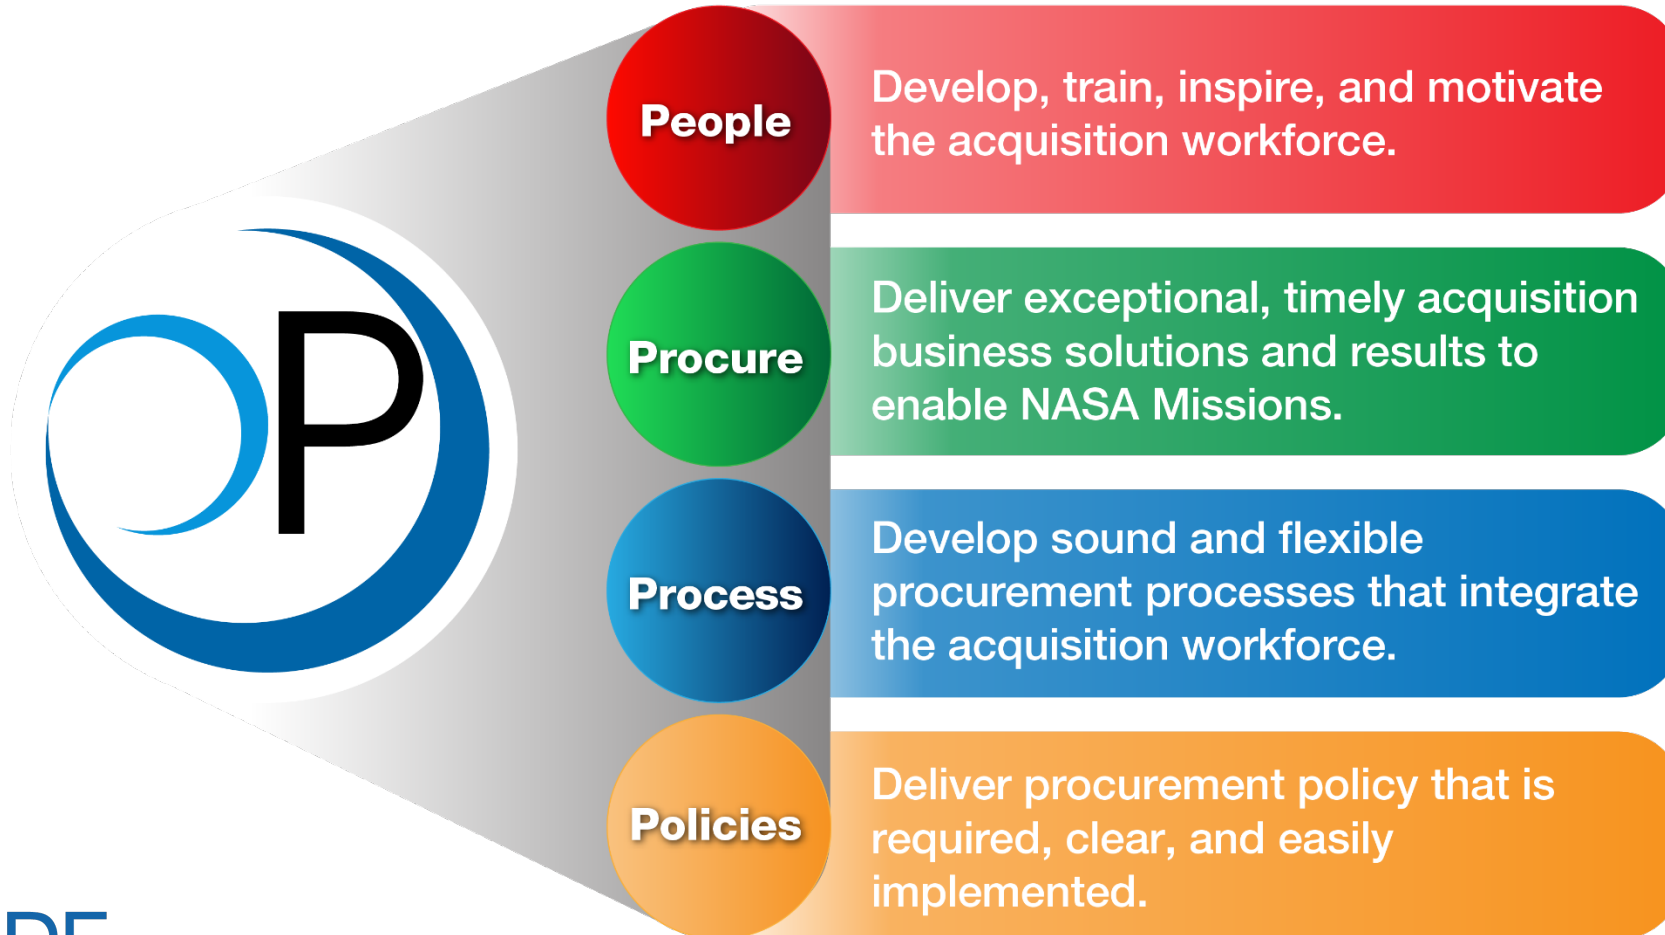 People
Develop, train, inspire, and motivate
the acquisition workforce.
P
Procure
Deliver exceptional, timely acquisition
business solutions and results to
enable NASA Missions.
Process
Develop sound and flexible
procurement processes that integrate
the acquisition workforce.
Policies
Deliver procurement policy that is
required, clear, and easily
implemented.